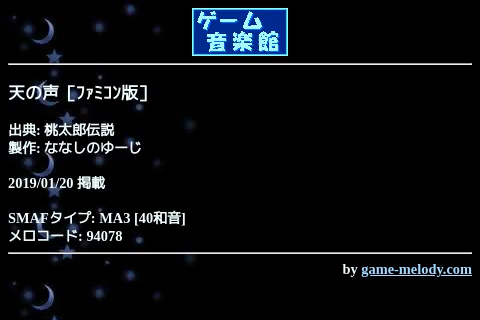 ゲーム
音楽館
天の声 [ﾌｧﾐｺﾝ版]
出典: 桃太郎伝説
製作: ななしのゆーじ
2019/01/20 掲載
SMAFタイプ: MA3 [40和音]
メロコード: 94078
by game-melody.com